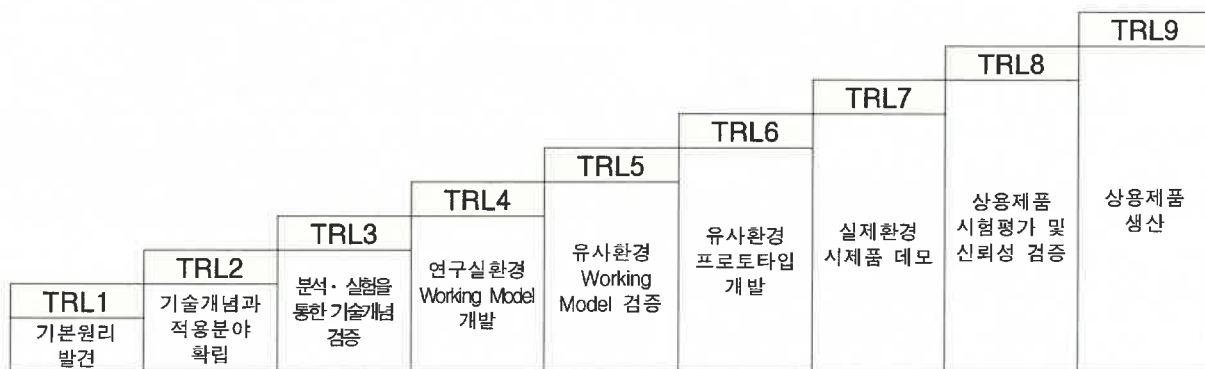 TRL1
기본원리
발견
TRL2
기술개념과
적용분야
확립
TRL3
분석· 실험을
통한 기술개념
검증
TRL4
연구실환경
Working Model
개발
TRL5
유사환경
Working
Model 검증
TRL6
유사환경
프로토타입
개발
TRL7
실제환경
시제품 데모
TRL8
상용제품
시험평가 및
신뢰성 검증
TRL9
상용제품
생산